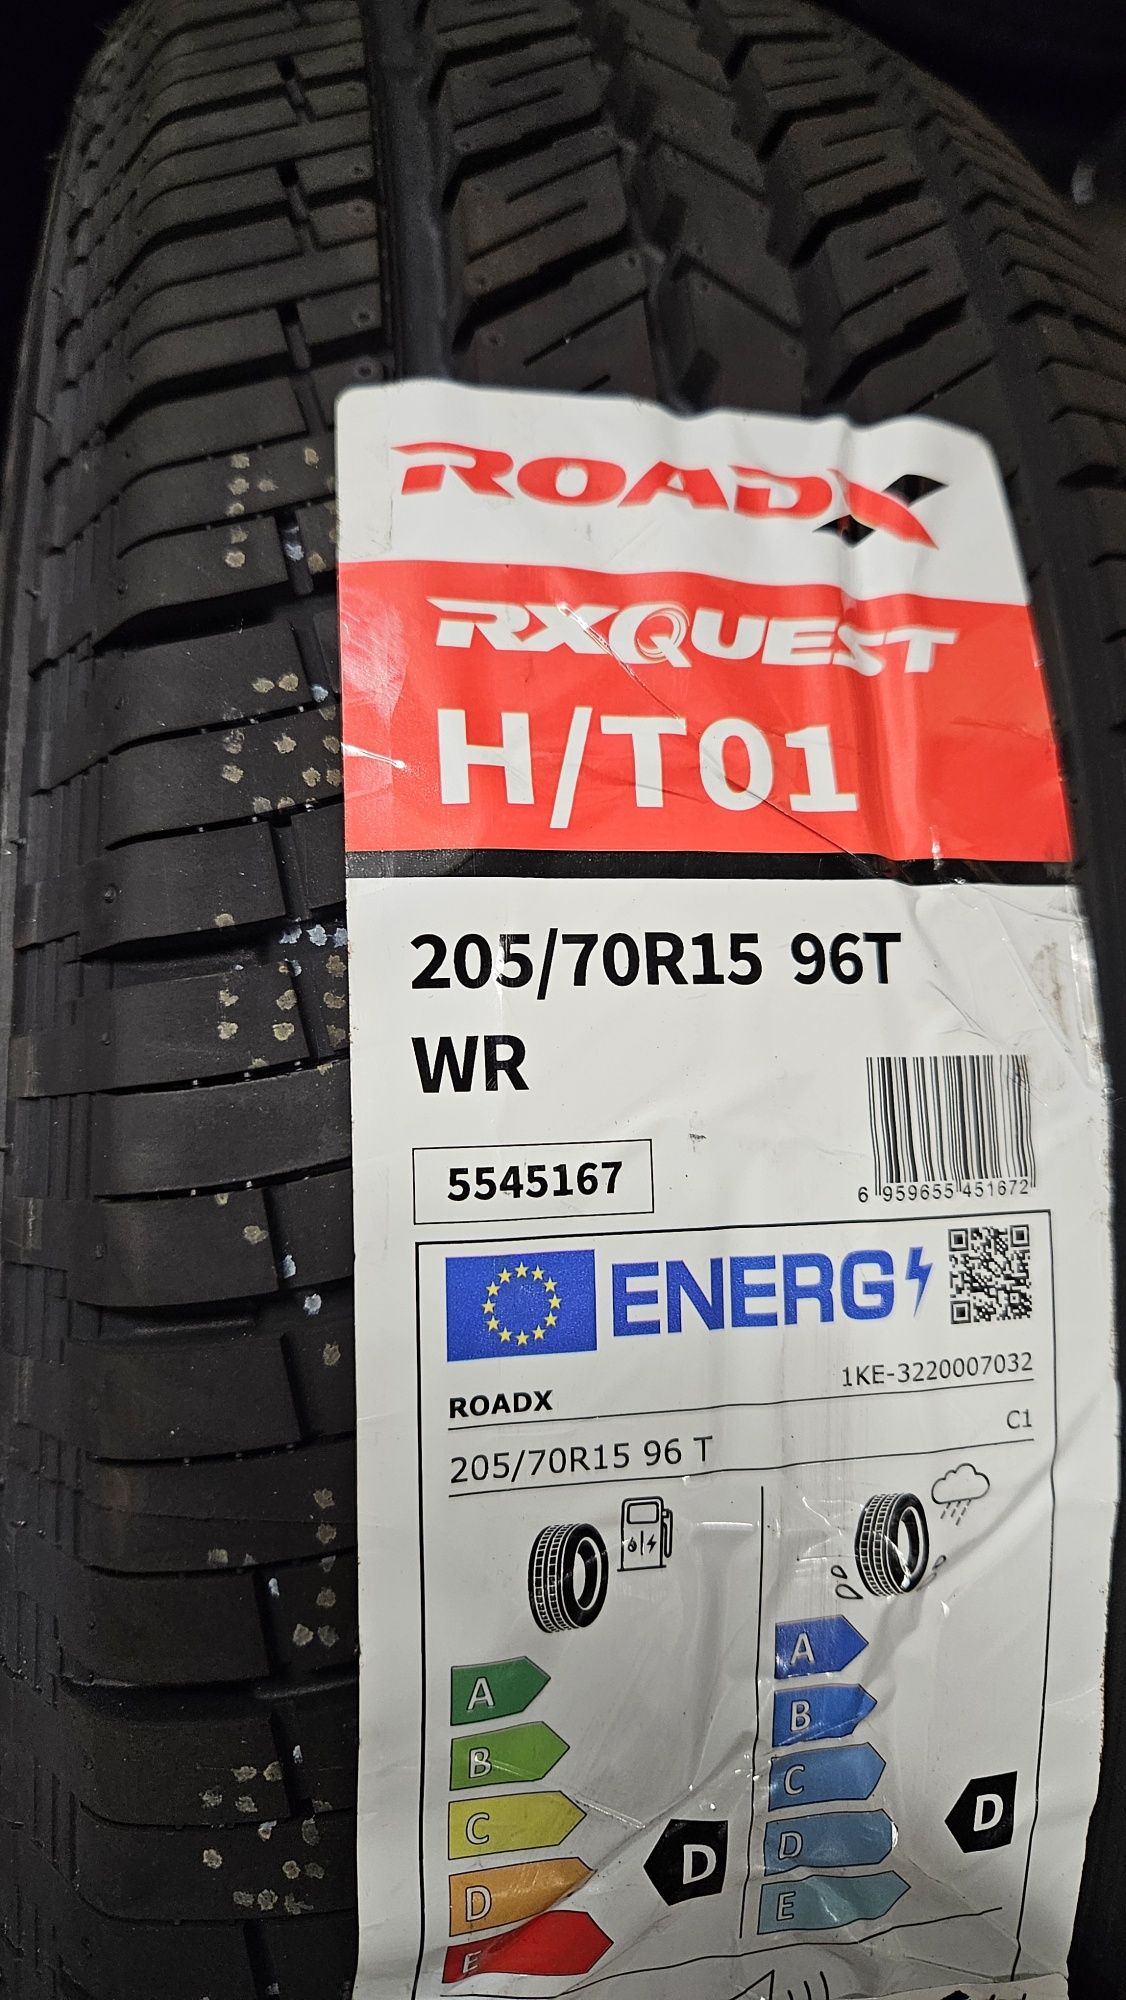 ROADX
RXQUEST
H/T01
205/70R15 96T
WR
5545167
6 959655 451672
ENERG
ROADX
1KE-3220007032
205/70R15 96 T
C1
A
B
C
D
E
D
A
B
C
D
E
D